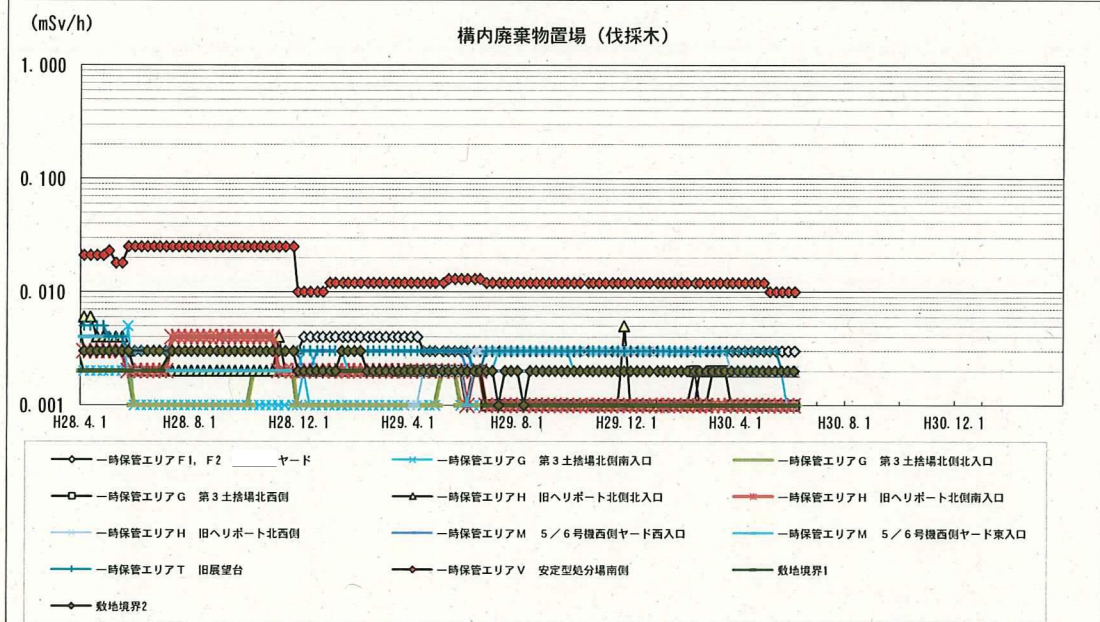 (mSv/h)
構内廃棄物置場（伐採木）
1.000
0.100
0.010
0.001
H28.4.1 H28.8.1 H28.12.1 H29.4.1 H29.8.1 H29.12.1 H30.4.1 H30.8.1 H30.12.1
一時保管エリアＦ1, Ｆ2 ヤード 一時保管エリアＧ 第３土捨場北側南入口 一時保管エリアＧ 第３土捨場北側北入口
一時保管エリアＧ 第３土捨場北西側 一時保管エリアＨ 旧ヘリポート北側北入口 一時保管エリアＨ 旧ヘリポート北側南入口
一時保管エリアＨ 旧ヘリポート北西側 一時保管エリアＭ ５／６号機西側ヤード西入口 一時保管エリアＭ ５／６号機西側ヤード東入口
一時保管エリアＴ 旧展望台 一時保管エリアＶ 安定型処分場南側 敷地境界1
敷地境界2